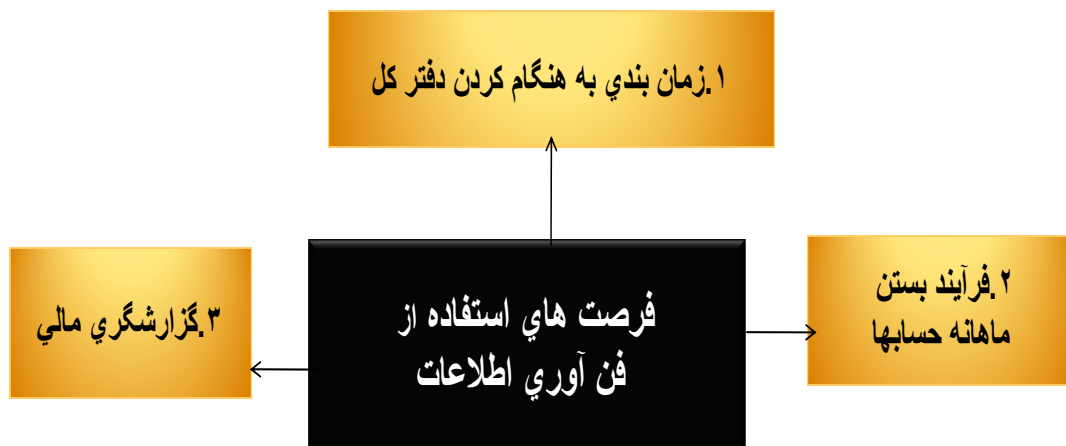 ۱.زمان بندي به هنگام كردن دفتر كل
فرصت هاي استفاده از
فن آوري اطلاعات
۲.فرآيند بستن
ماهانه حسابها
۳.گزارشگري مالي